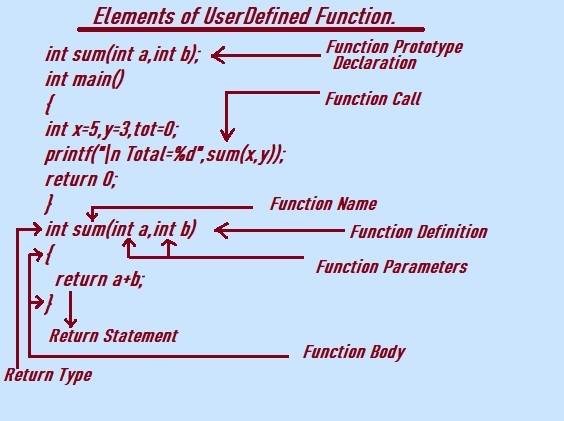 Elements of UserDefined Function.
int sum(int a,int b);
Function Prototype
Declaration
int main()
{
Function Call
int x=5,y=3,tot=0;
printf("|n Total=%d",sum(x,y));
return 0;
}
Function Name
int sum(int a,int b)
Function Definition
{
Function Parameters
return a+b;
}
Return Statement
Function Body
Return Type